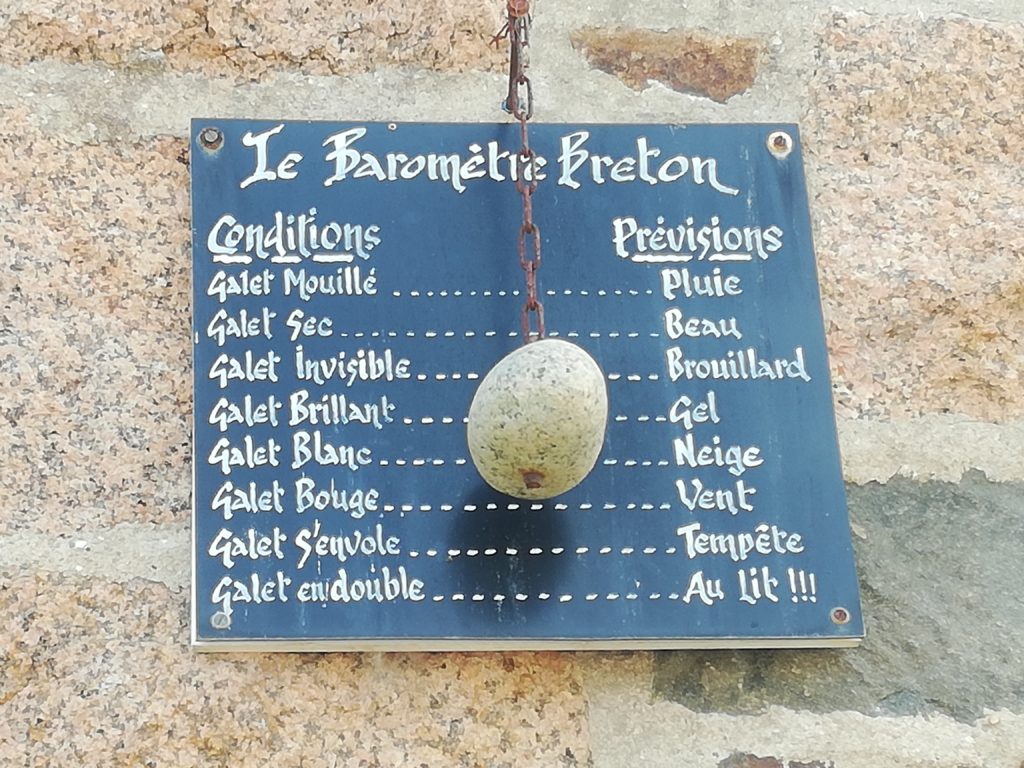 Le Baromètre Breton
Conditions Prévisions
Galet Mouillé .................... Pluie
Galet Sec .................... Beau
Galet Invisible .................... Brouillard
Galet Brillant .................... Gel
Galet Blanc .................... Neige
Galet Bouge .................... Vent
Galet S'envole .................... Tempête
Galet en double .................... Au Lit !!!